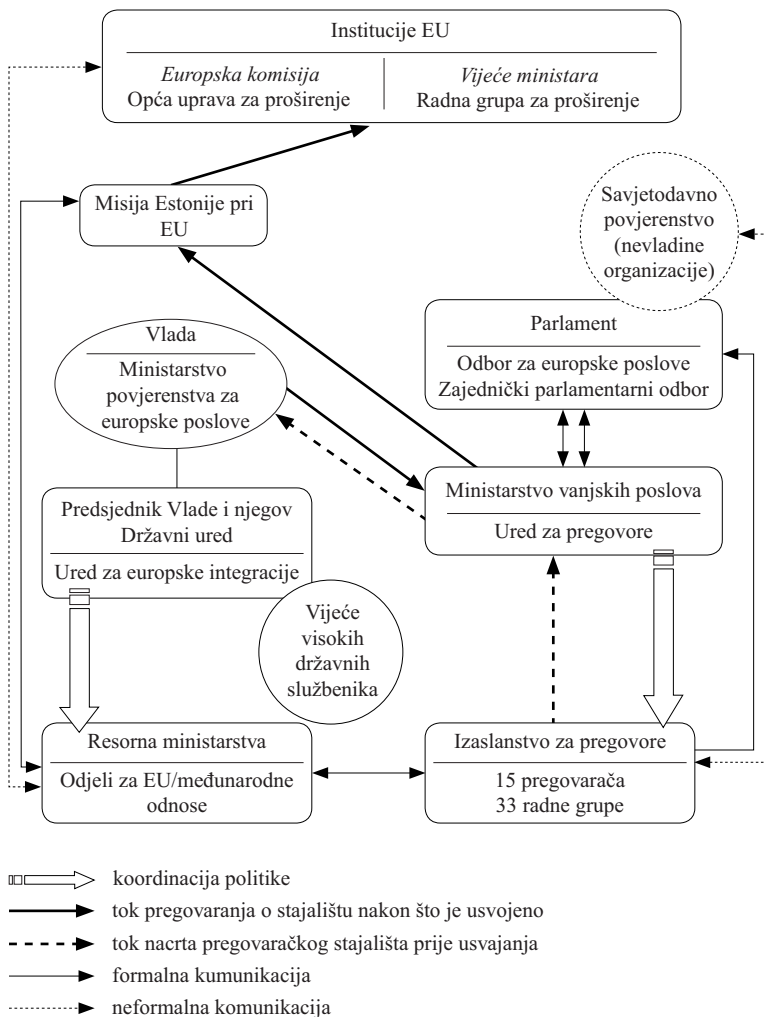 Institucije EU
Europska komisija
Opća uprava za proširenje
Vijeće ministara
Radna grupa za proširenje
Misija Estonije pri
EU
Savjetodavno
povjerenstvo
(nevladine
organizacije)
Vlada
Ministarstvo
povjerenstva za
europske poslove
Parlament
Odbor za europske poslove
Zajednički parlamentarni odbor
Predsjednik Vlade i njegov
Državni ured
Ured za europske integracije
Ministarstvo vanjskih poslova
Ured za pregovore
Vijeće
visokih
državnih
službenika
Resorna ministarstva
Odjeli za EU/međunarodne
odnose
Izaslanstvo za pregovore
15 pregovarača
33 radne grupe
koordinacija politike
tok pregovaranja o stajalištu nakon što je usvojeno
tok nacrta pregovaračkog stajališta prije usvajanja
formalna kumunikacija
neformalna komunikacija